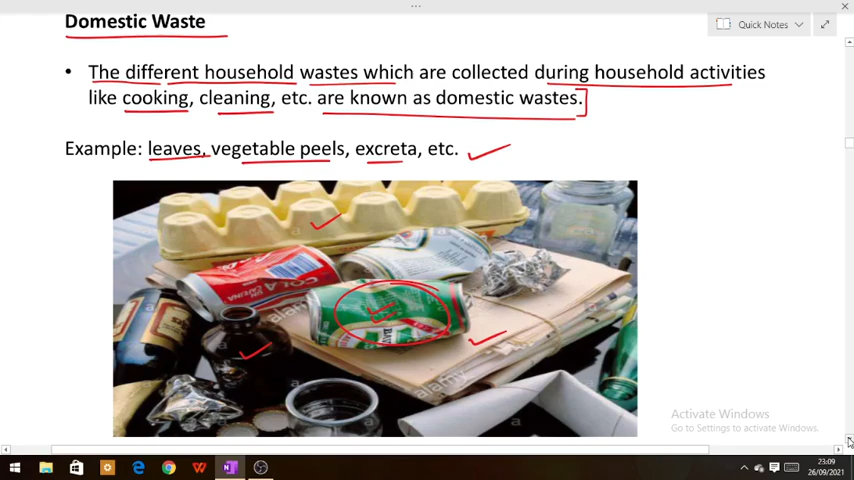 Domestic Waste
Quick Notes
• The different household wastes which are collected during household activities
like cooking, cleaning, etc. are known as domestic wastes.
Example: leaves, vegetable peels, excreta, etc.
COLA
alamy
alamy
a
a
a
a
Activate Windows
Go to Settings to activate Windows.
23:09
26/09/2021